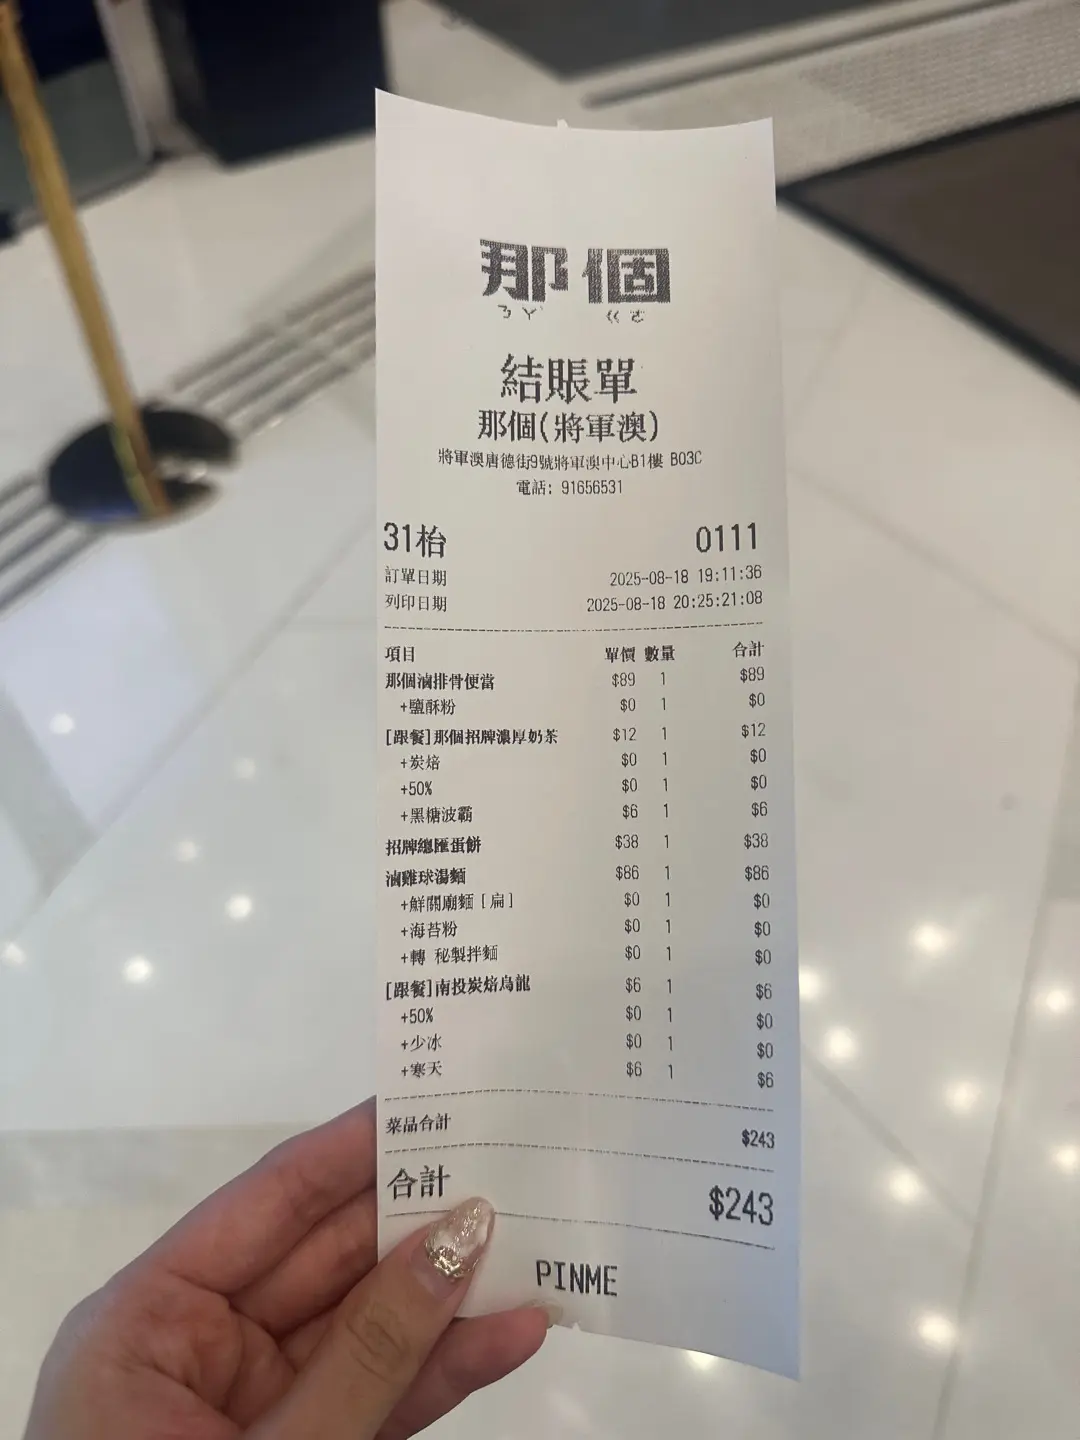 那個
ㄋㄚˋ ㄍㄜ
結賬單
那個(將軍澳)
將軍澳唐德街9號將軍澳中心B1樓 B03C
電話: 91656531
31枱 0111
訂單日期 2025-08-18 19:11:36
列印日期 2025-08-18 20:25:21:08
項目 單價 數量 合計
那個滷排骨便當 $89 1 $89
+鹽酥粉 $0 1 $0
[跟餐]那個招牌濃厚奶茶 $12 1 $12
+炭焙 $0 1 $0
+50% $0 1 $0
+黑糖波霸 $6 1 $6
招牌總匯蛋餅 $38 1 $38
滷雞球湯麵 $86 1 $86
+鮮關廟麵[扁] $0 1 $0
+海苔粉 $0 1 $0
+轉 秘製拌麵 $0 1 $0
[跟餐]南投炭焙烏龍 $6 1 $6
+50% $0 1 $0
+少冰 $0 1 $0
+寒天 $6 1 $6
菜品合計 $243
合計 $243
PINME